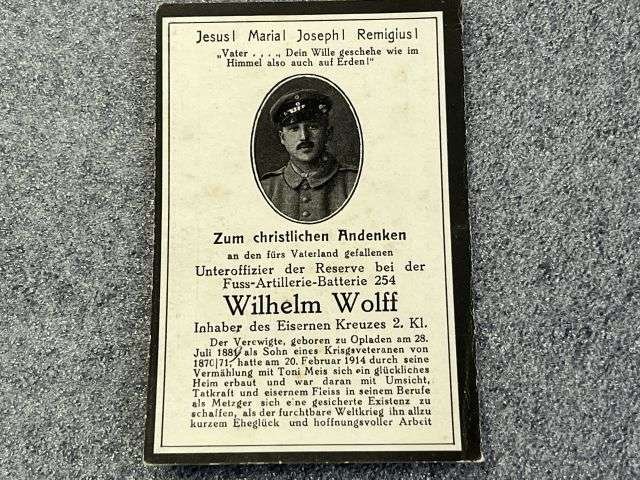 Jesus! Maria! Joseph! Remigius!
„Vater . . . ., Dein Wille geschehe wie im
Himmel also auch auf Erden!"
Zum christlichen Andenken
an den fürs Vaterland gefallenen
Unteroffizier der Reserve bei der
Fuss-Artillerie-Batterie 254
Wilhelm Wolff
Inhaber des Eisernen Kreuzes 2. Kl.
Der Verewigte, geboren zu Opladen am 28.
Juli als Sohn eines Krisgsveteranen von
1870|71, hatte am 20. Februar 1914 durch seine
Vermählung mit Toni Meis sich ein glückliches
Heim erbaut und war daran mit Umsicht,
Tatkraft und eisernem Fleiss in seinem Berufe
als Metzger sich eine gesicherte Existenz zu
schaffen, als der furchtbare Weltkrieg ihn allzu
kurzem Eheglück und hoffnungsvoller Arbeit